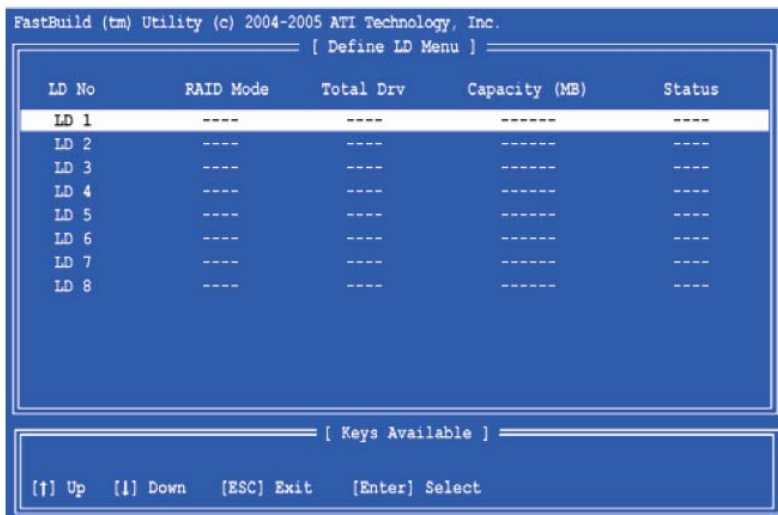 FastBuild (tm) Utility (c) 2004-2005 ATI Technology, Inc.
[ Define LD Menu ]
LD No RAID Mode Total Drv Capacity (MB) Status
LD 1 ---- ---- ------ ----
LD 2 ---- ---- ------ ----
LD 3 ---- ---- ------ ----
LD 4 ---- ---- ------ ----
LD 5 ---- ---- ------ ----
LD 6 ---- ---- ------ ----
LD 7 ---- ---- ------ ----
LD 8 ---- ---- ------ ----
[ Keys Available ]
[↑] Up [↓] Down [ESC] Exit [Enter] Select